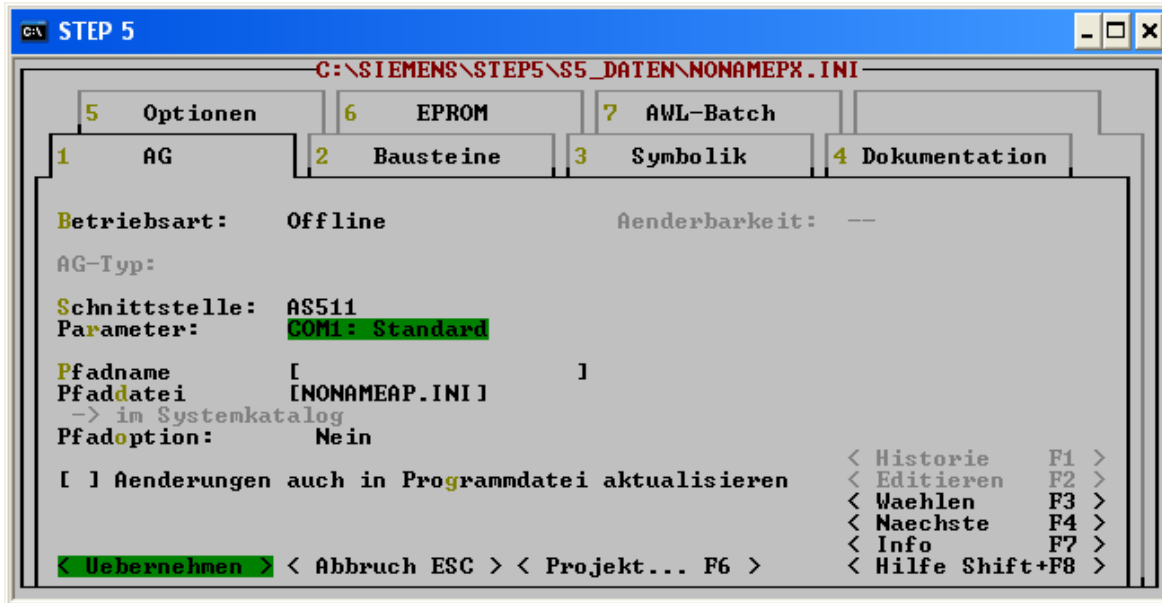 STEP 5
C:\SIEMENS\STEP5\S5_DATEN\NONAMEPX.INI
5 Optionen 6 EPROM 7 AWL-Batch
1 AG 2 Bausteine 3 Symbolik 4 Dokumentation
Betriebsart: Offline Aenderbarkeit: --
AG-Typ:
Schnittstelle: AS511
Parameter: COM1: Standard
Pfadname [ ]
Pfaddatei [NONAMEAP.INI]
-> im Systemkatalog
Pfadoption: Nein
< Historie F1 >
[ ] Aenderungen auch in Programmdatei aktualisieren < Editieren F2 >
< Waehlen F3 >
< Naechste F4 >
< Info F7 >
< Uebernehmen > < Abbruch ESC > < Projekt... F6 > < Hilfe Shift+F8 >